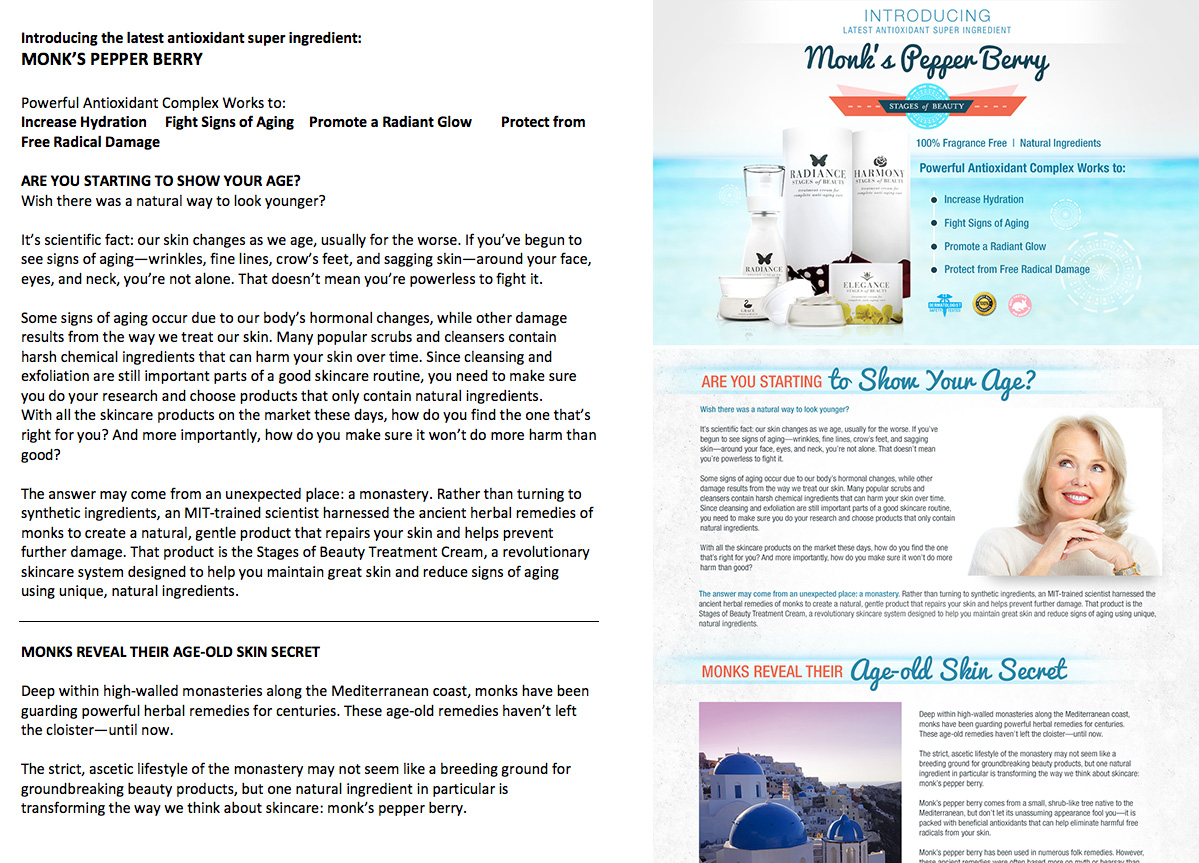 Introducing the latest antioxidant super ingredient:
MONK’S PEPPER BERRY
Powerful Antioxidant Complex Works to:
Increase Hydration Fight Signs of Aging Promote a Radiant Glow Protect from
Free Radical Damage
ARE YOU STARTING TO SHOW YOUR AGE?
Wish there was a natural way to look younger?
It’s scientific fact: our skin changes as we age, usually for the worse. If you’ve begun to
see signs of aging—wrinkles, fine lines, crow’s feet, and sagging skin—around your face,
eyes, and neck, you’re not alone. That doesn’t mean you’re powerless to fight it.
Some signs of aging occur due to our body’s hormonal changes, while other damage
results from the way we treat our skin. Many popular scrubs and cleansers contain
harsh chemical ingredients that can harm your skin over time. Since cleansing and
exfoliation are still important parts of a good skincare routine, you need to make sure
you do your research and choose products that only contain natural ingredients.
With all the skincare products on the market these days, how do you find the one that’s
right for you? And more importantly, how do you make sure it won’t do more harm than
good?
The answer may come from an unexpected place: a monastery. Rather than turning to
synthetic ingredients, an MIT-trained scientist harnessed the ancient herbal remedies of
monks to create a natural, gentle product that repairs your skin and helps prevent
further damage. That product is the Stages of Beauty Treatment Cream, a revolutionary
skincare system designed to help you maintain great skin and reduce signs of aging
using unique, natural ingredients.
MONKS REVEAL THEIR AGE-OLD SKIN SECRET
Deep within high-walled monasteries along the Mediterranean coast, monks have been
guarding powerful herbal remedies for centuries. These age-old remedies haven’t left
the cloister—until now.
The strict, ascetic lifestyle of the monastery may not seem like a breeding ground for
groundbreaking beauty products, but one natural ingredient in particular is
transforming the way we think about skincare: monk’s pepper berry.
INTRODUCING
LATEST ANTIOXIDANT SUPER INGREDIENT
Monk's Pepper Berry
STAGES of BEAUTY
100% Fragrance Free | Natural Ingredients
Powerful Antioxidant Complex Works to:
Increase Hydration
Fight Signs of Aging
Promote a Radiant Glow
Protect from Free Radical Damage
RADIANCE
STAGES of BEAUTY
treatment cream for
complete anti-aging care
HARMONY
STAGES of BEAUTY
treatment cream for
complete anti-aging care
RADIANCE
GRACE
ELEGANCE
STAGES of BEAUTY
DERMATOLOGIST
SAFETY TESTED
100%
ARE YOU STARTING to Show Your Age?
Wish there was a natural way to look younger?
It's scientific fact: our skin changes as we age, usually for the worse. If you've
begun to see signs of aging—wrinkles, fine lines, crow's feet, and sagging
skin—around your face, eyes, and neck, you're not alone. That doesn't mean
you're powerless to fight it.
Some signs of aging occur due to our body's hormonal changes, while other
damage results from the way we treat our skin. Many popular scrubs and
cleansers contain harsh chemical ingredients that can harm your skin over time.
Since cleansing and exfoliation are still important parts of a good skincare routine,
you need to make sure you do your research and choose products that only contain
natural ingredients.
With all the skincare products on the market these days, how do you find the one
that's right for you? And more importantly, how do you make sure it won't do more
harm than good?
The answer may come from an unexpected place: a monastery. Rather than turning to synthetic ingredients, an MIT-trained scientist harnessed the
ancient herbal remedies of monks to create a natural, gentle product that repairs your skin and helps prevent further damage. That product is the
Stages of Beauty Treatment Cream, a revolutionary skincare system designed to help you maintain great skin and reduce signs of aging using unique,
natural ingredients.
MONKS REVEAL THEIR Age-old Skin Secret
Deep within high-walled monasteries along the Mediterranean coast,
monks have been guarding powerful herbal remedies for centuries.
These age-old remedies haven't left the cloister—until now.
The strict, ascetic lifestyle of the monastery may not seem like a
breeding ground for groundbreaking beauty products, but one natural
ingredient in particular is transforming the way we think about skincare:
monk's pepper berry.
Monk's pepper berry comes from a small, shrub-like tree native to the
Mediterranean, but don't let its unassuming appearance fool you—it is
packed with beneficial antioxidants that can help eliminate harmful free
radicals from your skin.
Monk's pepper berry has been used in numerous folk remedies. However,
these ancient remedies were often based more on myth or hearsay than